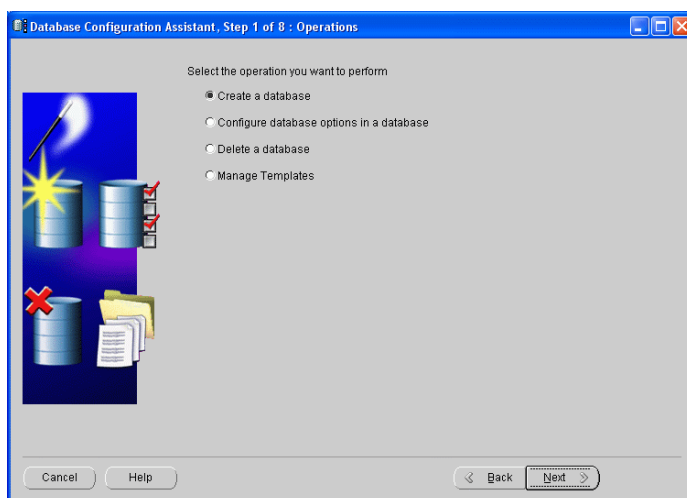 Database Configuration Assistant, Step 1 of 8 : Operations
Select the operation you want to perform
Create a database
Configure database options in a database
Delete a database
Manage Templates
Cancel
Help
Back
Next